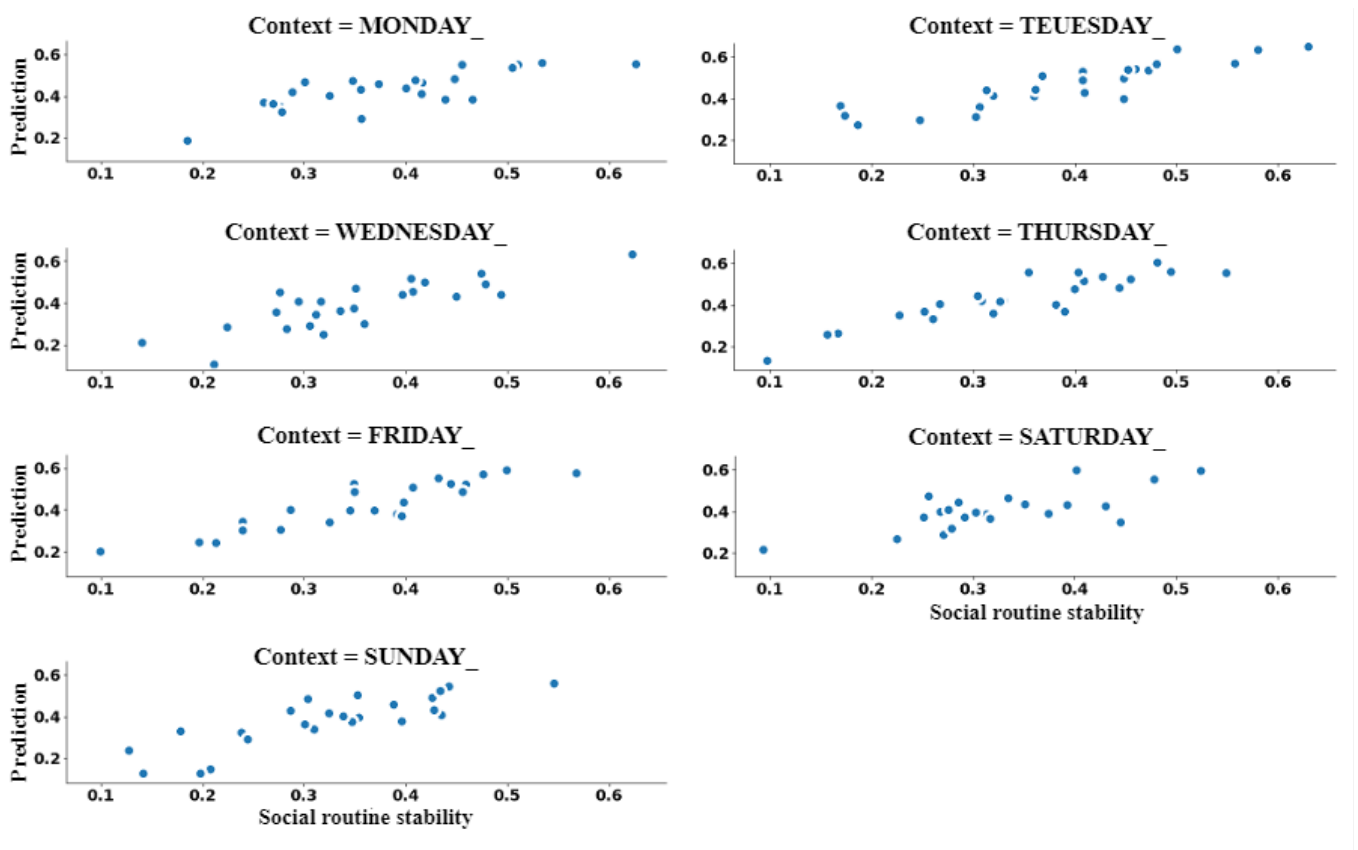 Context = MONDAY_
Prediction
0.6
0.4
0.2
0.1 0.2 0.3 0.4 0.5 0.6
Context = TEUESDAY_
0.6
0.4
0.2
0.1 0.2 0.3 0.4 0.5 0.6
Context = WEDNESDAY_
Prediction
0.6
0.4
0.2
0.1 0.2 0.3 0.4 0.5 0.6
Context = THURSDAY_
0.6
0.4
0.2
0.1 0.2 0.3 0.4 0.5 0.6
Context = FRIDAY_
Prediction
0.6
0.4
0.2
0.1 0.2 0.3 0.4 0.5 0.6
Context = SATURDAY_
0.6
0.4
0.2
0.1 0.2 0.3 0.4 0.5 0.6
Social routine stability
Context = SUNDAY_
Prediction
0.6
0.4
0.2
0.1 0.2 0.3 0.4 0.5 0.6
Social routine stability